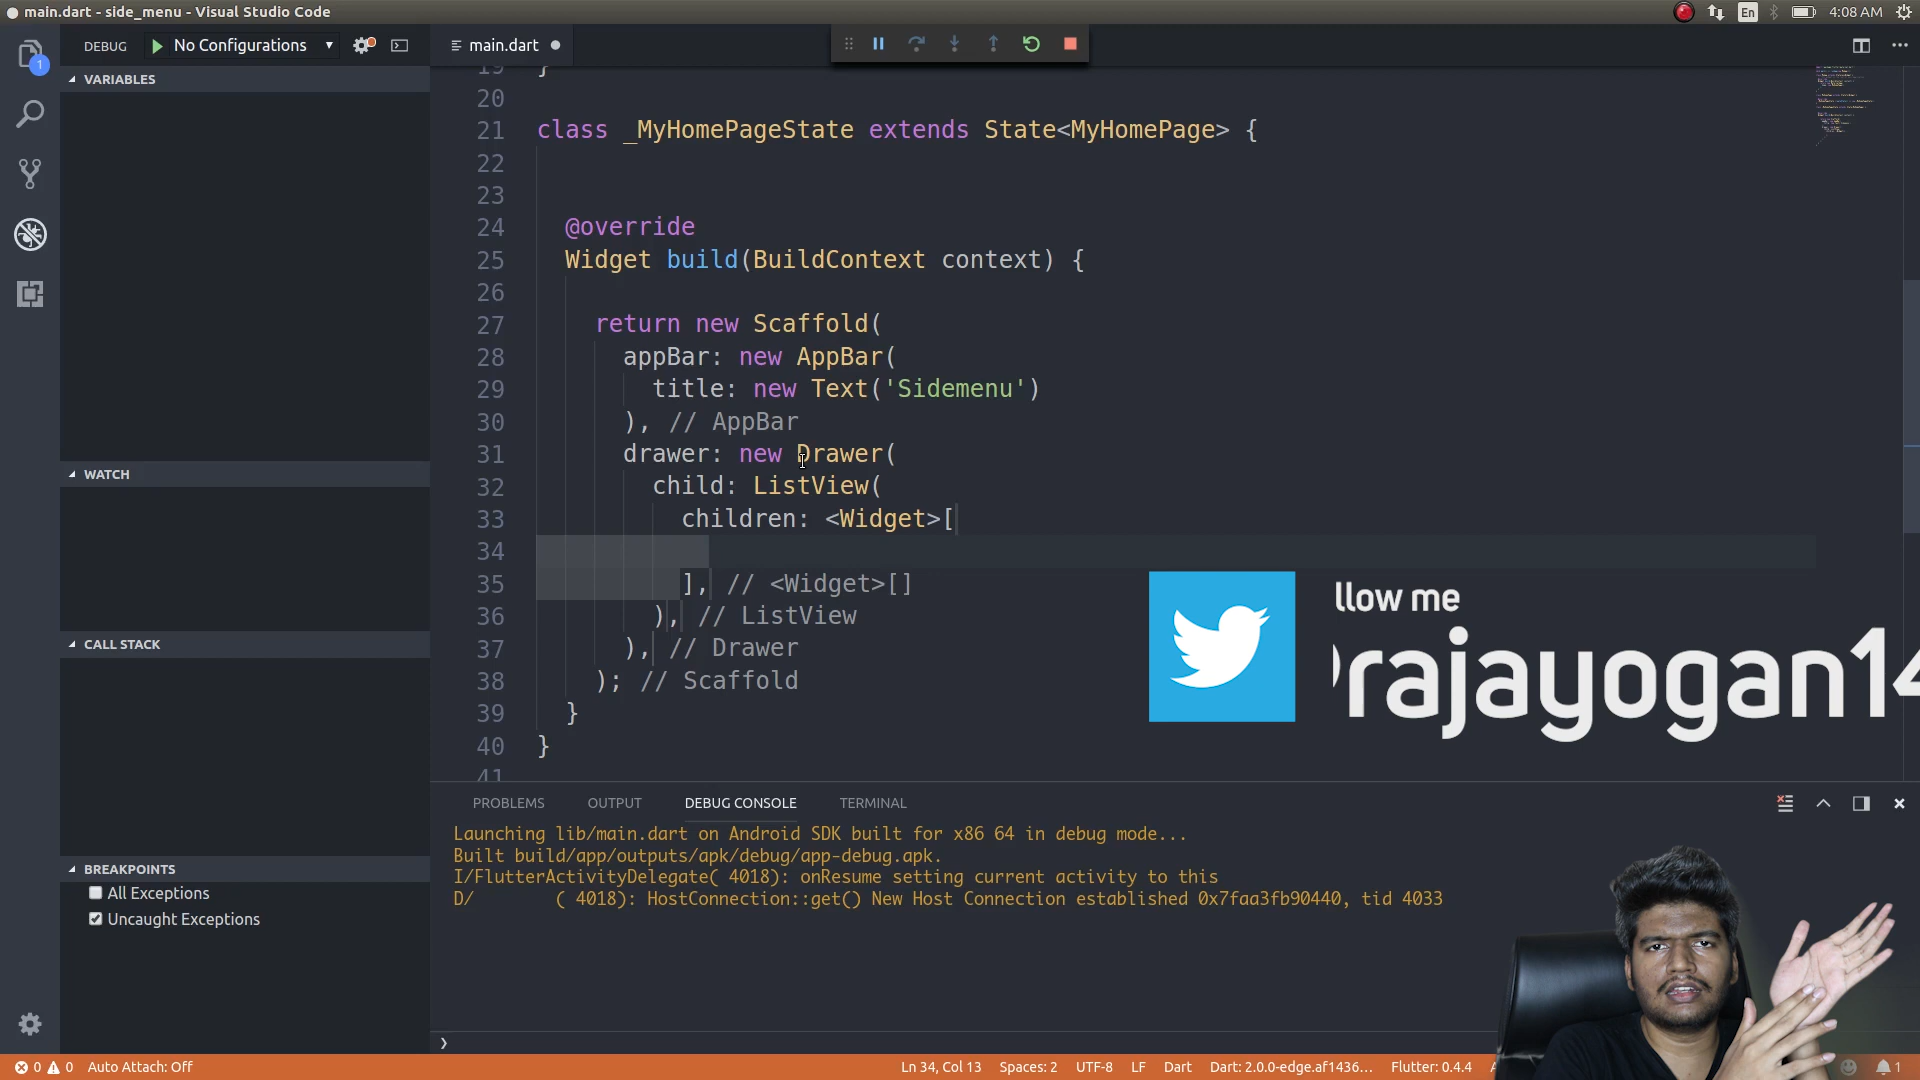 main.dart - side_menu - Visual Studio Code
En
4:08 AM
1
DEBUG
No Configurations
main.dart
VARIABLES
WATCH
CALL STACK
BREAKPOINTS
All Exceptions
Uncaught Exceptions
19 }
20
21 class _MyHomePageState extends State<MyHomePage> {
22
23
24 @override
25 Widget build(BuildContext context) {
26
27 return new Scaffold(
28 appBar: new AppBar(
29 title: new Text('Sidemenu')
30 ), // AppBar
31 drawer: new Drawer(
32 child: ListView(
33 children: <Widget>[
34
35 ], // <Widget>[]
36 ), // ListView
37 ), // Drawer
38 ); // Scaffold
39 }
40 }
41
llow me
rajayogan14
PROBLEMS OUTPUT DEBUG CONSOLE TERMINAL
Launching lib/main.dart on Android SDK built for x86 64 in debug mode...
Built build/app/outputs/apk/debug/app-debug.apk.
I/FlutterActivityDelegate( 4018): onResume setting current activity to this
D/ ( 4018): HostConnection::get() New Host Connection established 0x7faa3fb90440, tid 4033
0 0 Auto Attach: Off
Ln 34, Col 13 Spaces: 2 UTF-8 LF Dart Dart: 2.0.0-edge.af1436... Flutter: 0.4.4
1